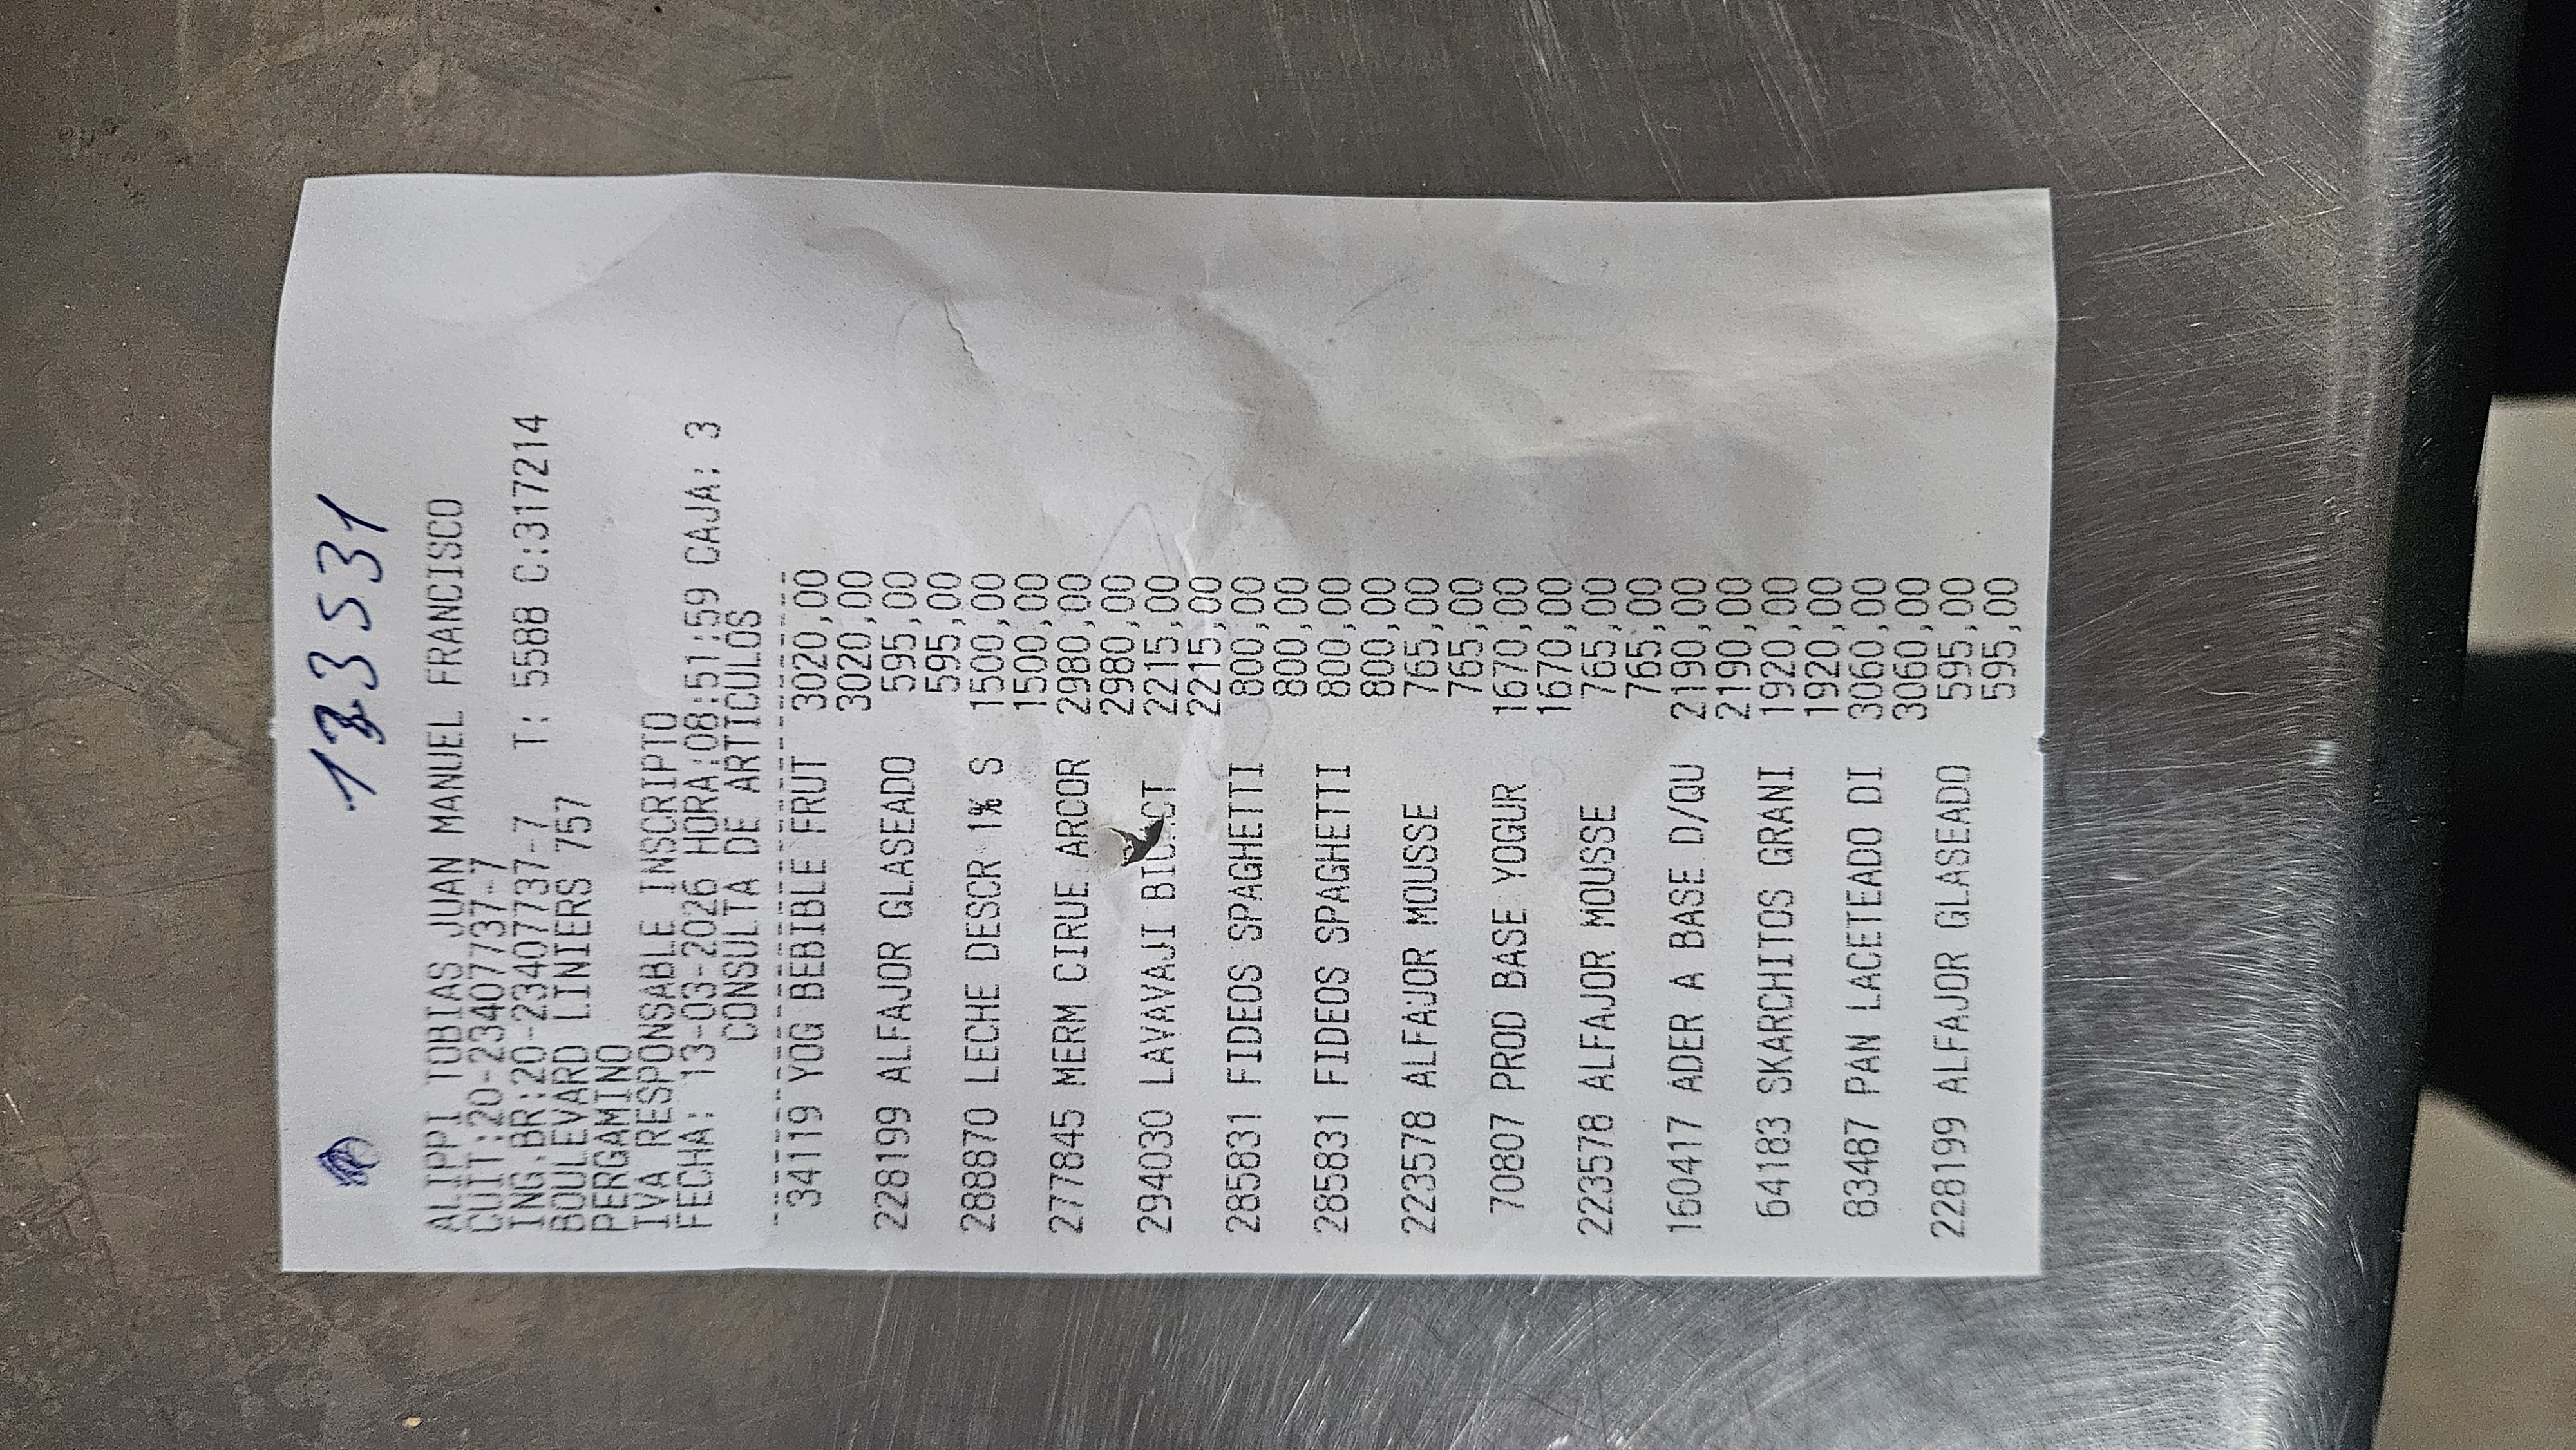 133531
ALIPPI TOBIAS JUAN MANUEL FRANCISCO
CUIT:20-23407737-7
ING.BR:20-23407737-7 T: 5588 C:317214
BOULEVARD LINIERS 757
PERGAMINO
IVA RESPONSABLE INSCRIPTO
FECHA: 13-03-2026 HORA:08:51:59 CAJA: 3
CONSULTA DE ARTICULOS
34119 YOG BEBIBLE FRUT 3020,00
3020,00
228199 ALFAJOR GLASEADO 595,00
595,00
288870 LECHE DESCR 1% S 1500,00
1500,00
277845 MERM CIRUE ARCOR 2980,00
2980,00
294030 LAVAVAJI 2215,00
2215,00
285831 FIDEOS SPAGHETTI 800,00
800,00
285831 FIDEOS SPAGHETTI 800,00
800,00
223578 ALFAJOR MOUSSE 765,00
765,00
70807 PROD BASE YOGUR 1670,00
1670,00
223578 ALFAJOR MOUSSE 765,00
765,00
160417 ADER A BASE D/QU 2190,00
2190,00
64183 SKARCHITOS GRANI 1920,00
1920,00
83487 PAN LACETEADO DI 3060,00
3060,00
228199 ALFAJOR GLASEADO 595,00
595,00